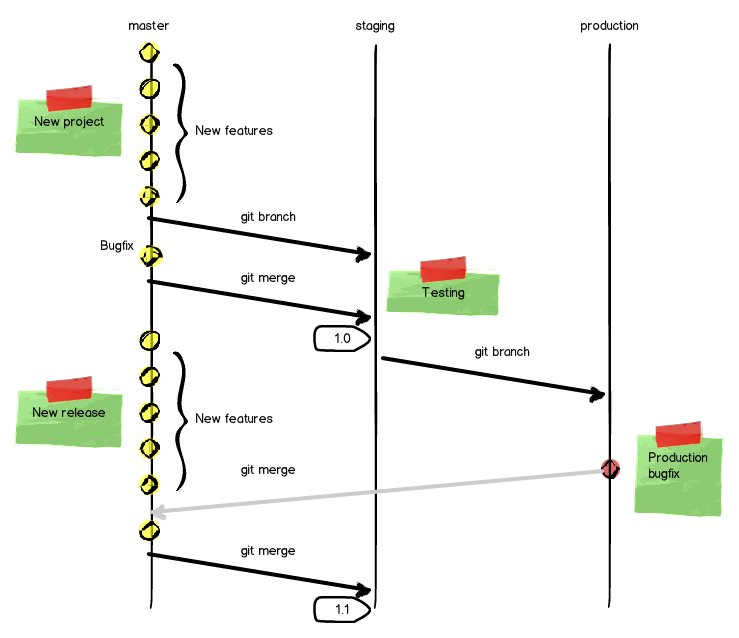 master
staging
production
New project
New features
git branch
Bugfix
git merge
Testing
1.0
git branch
New release
New features
git merge
Production
bugfix
git merge
1.1